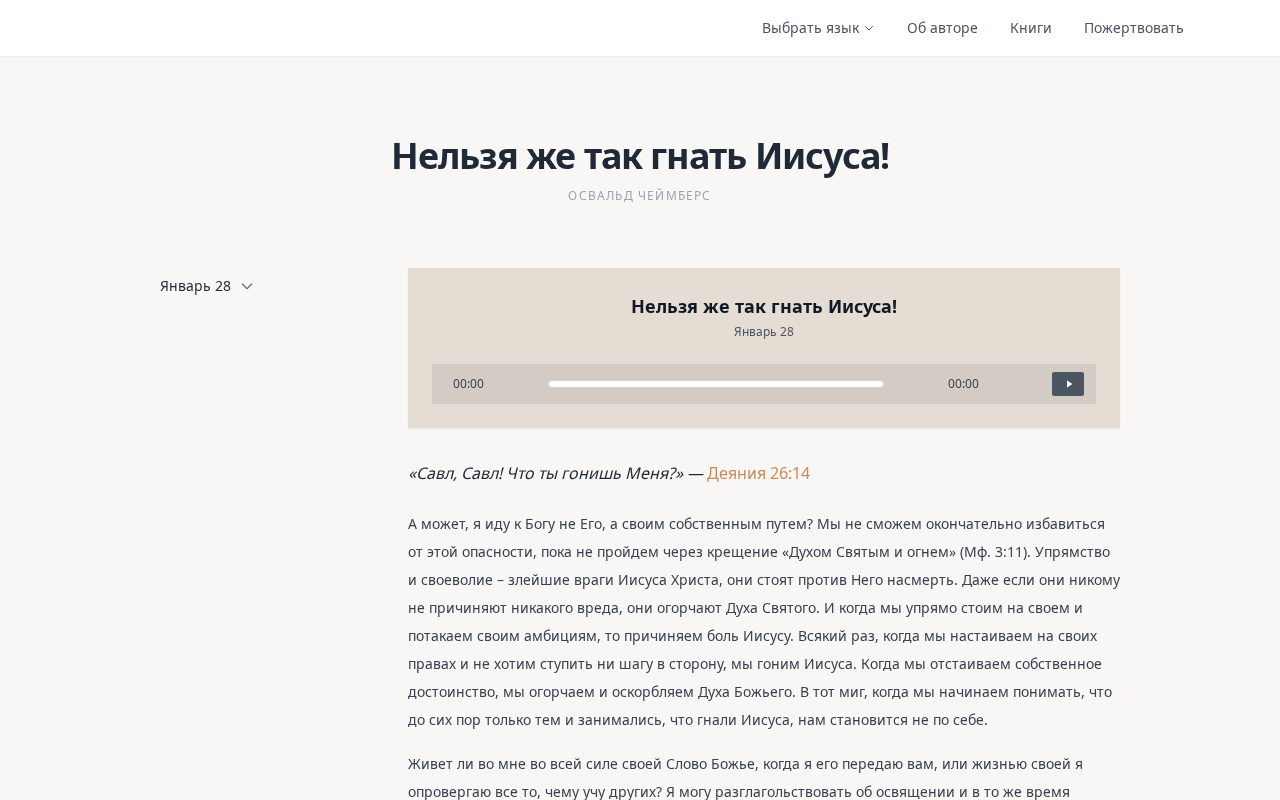 Выбрать язык
Об авторе
Книги
Пожертвовать
Нельзя же так гнать Иисуса!
ОСВАЛЬД ЧЕЙМБЕРС
Январь 28
Нельзя же так гнать Иисуса!
Январь 28
00:00
00:00
«Савл, Савл! Что ты гонишь Меня?» — Деяния 26:14
А может, я иду к Богу не Его, а своим собственным путем? Мы не сможем окончательно избавиться
от этой опасности, пока не пройдем через крещение «Духом Святым и огнем» (Мф. 3:11). Упрямство
и своеволие – злейшие враги Иисуса Христа, они стоят против Него насмерть. Даже если они никому
не причиняют никакого вреда, они огорчают Духа Святого. И когда мы упрямо стоим на своем и
потакаем своим амбициям, то причиняем боль Иисусу. Всякий раз, когда мы настаиваем на своих
правах и не хотим ступить ни шагу в сторону, мы гоним Иисуса. Когда мы отстаиваем собственное
достоинство, мы огорчаем и оскорбляем Духа Божьего. В тот миг, когда мы начинаем понимать, что
до сих пор только тем и занимались, что гнали Иисуса, нам становится не по себе.
Живет ли во мне во всей силе своей Слово Божье, когда я его передаю вам, или жизнью своей я
опровергаю все то, чему учу других? Я могу разглагольствовать об освящении и в то же время